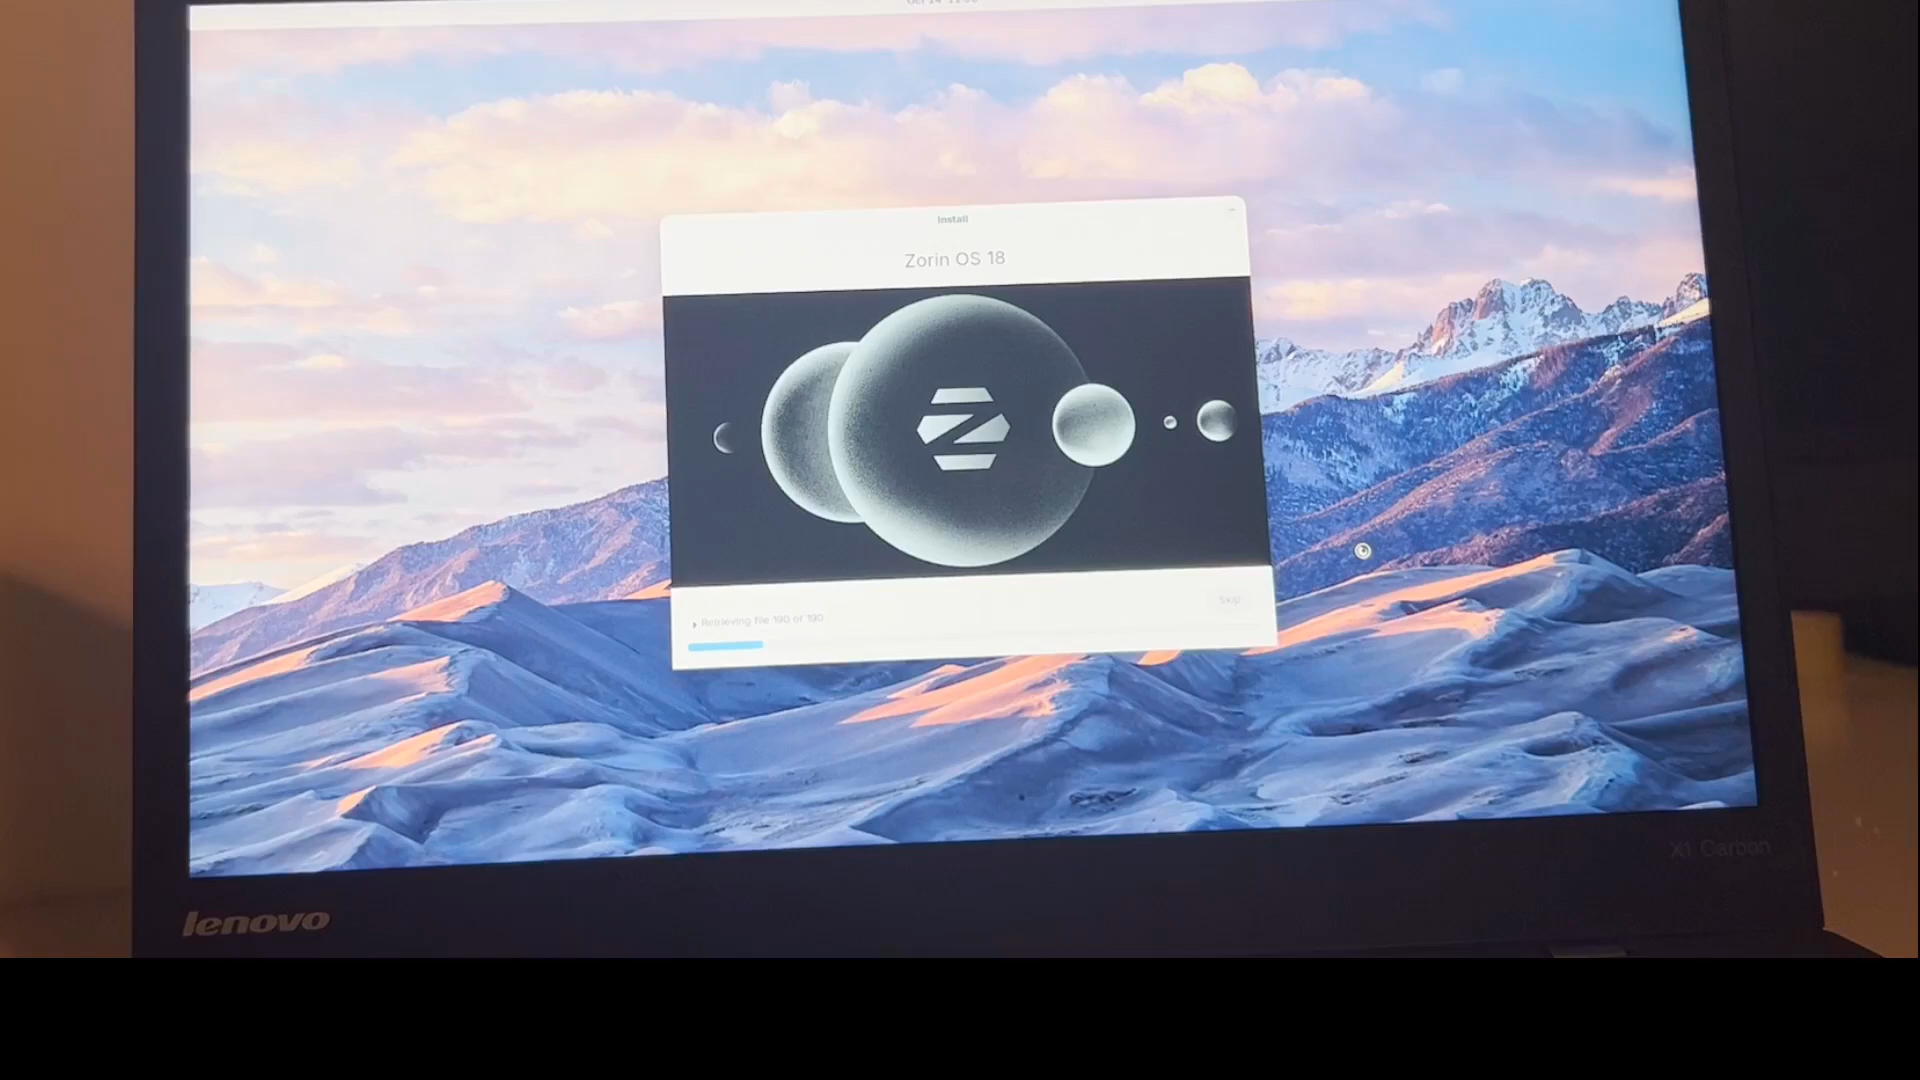 Install
Zorin OS 18
Retrieving file 190 of 190
Skip
X1 Carbon
lenovo